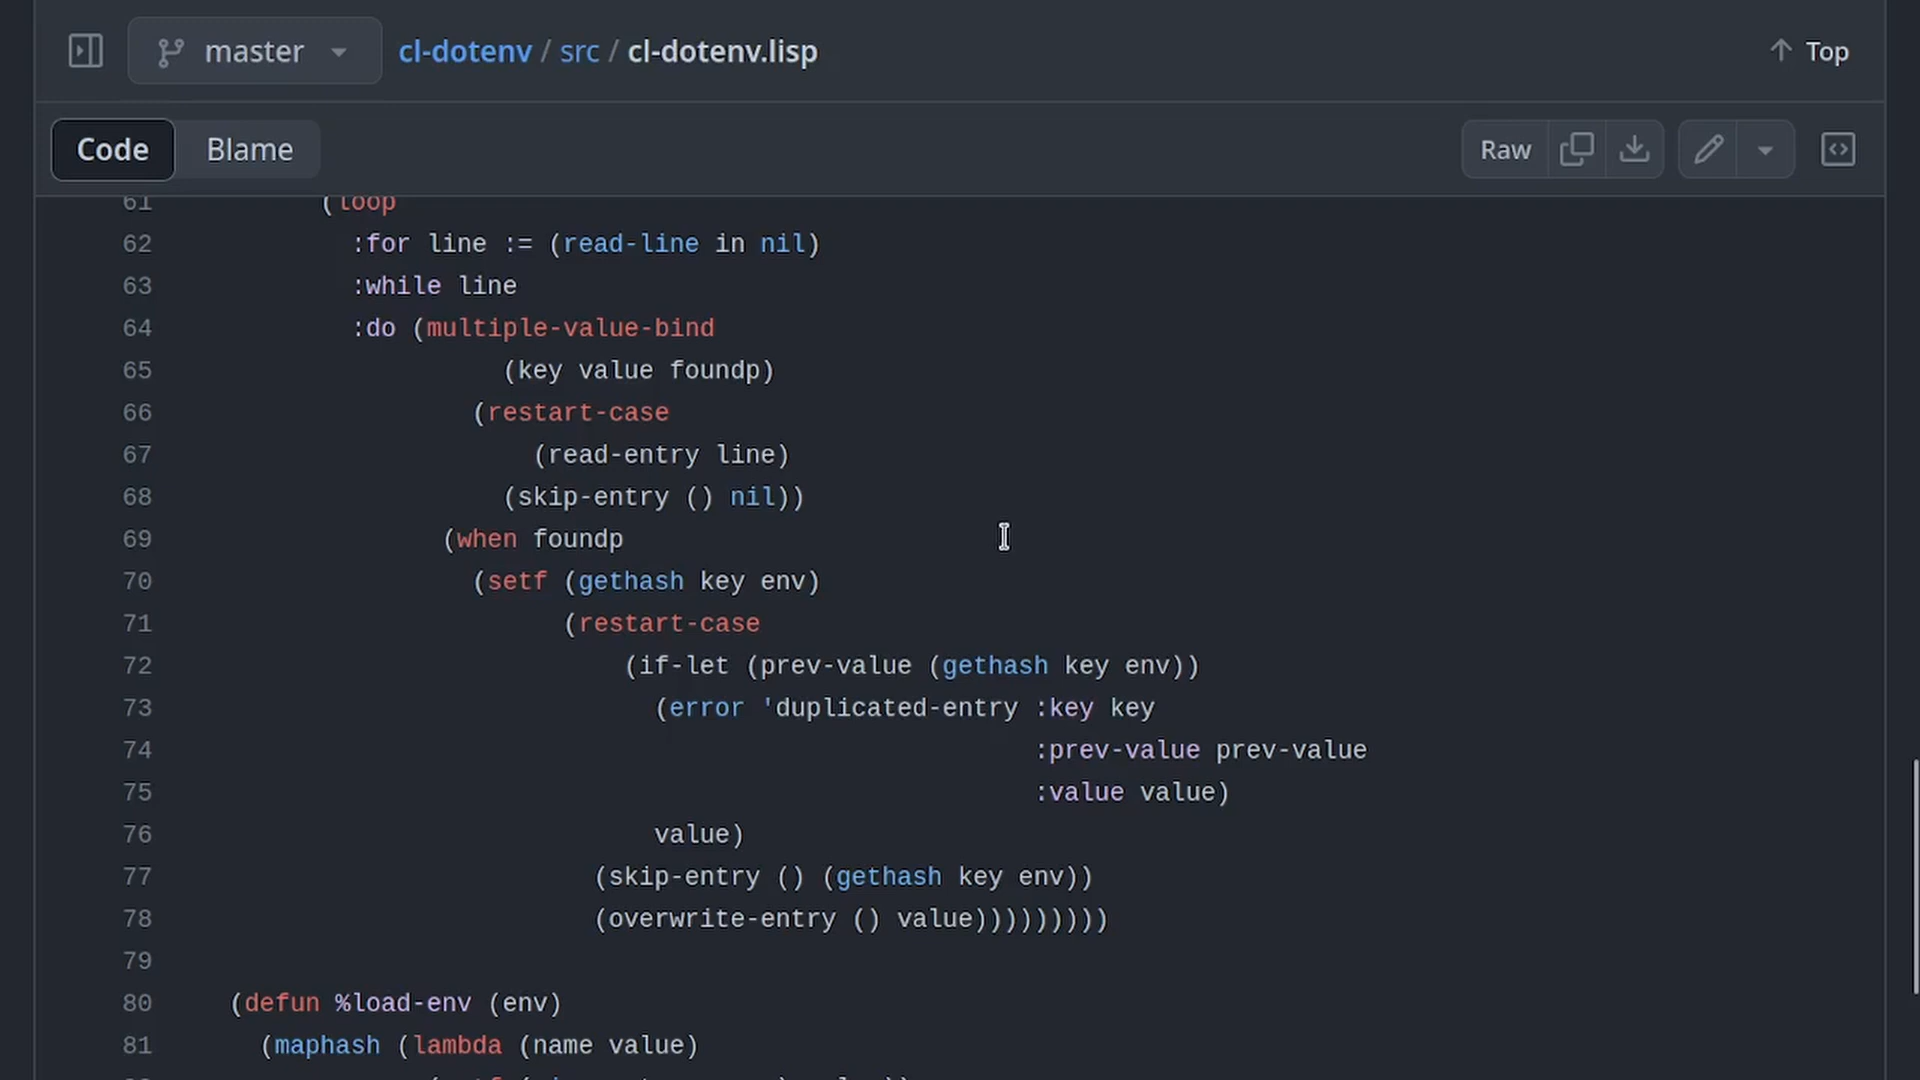 master cl-dotenv / src / cl-dotenv.lisp Top
Code Blame Raw
61 (loop
62 :for line := (read-line in nil)
63 :while line
64 :do (multiple-value-bind
65 (key value foundp)
66 (restart-case
67 (read-entry line)
68 (skip-entry () nil))
69 (when foundp
70 (setf (gethash key env)
71 (restart-case
72 (if-let (prev-value (gethash key env))
73 (error 'duplicated-entry :key key
74 :prev-value prev-value
75 :value value)
76 value)
77 (skip-entry () (gethash key env))
78 (overwrite-entry () value)))))))))
79
80 (defun %load-env (env)
81 (maphash (lambda (name value)